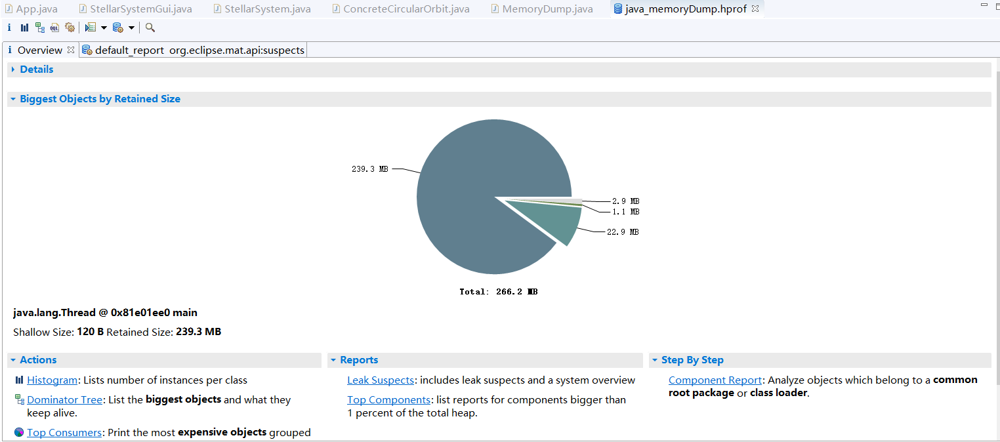 App.java StellarSystemGui.java StellarSystem.java ConcreteCircularOrbit.java MemoryDump.java java_memoryDump.hprof
i OQL
i Overview default_report org.eclipse.mat.api:suspects
Details
Biggest Objects by Retained Size
239.3 MB
2.9 MB
1.1 MB
22.9 MB
Total: 266.2 MB
java.lang.Thread @ 0x81e01ee0 main
Shallow Size: 120 B Retained Size: 239.3 MB
Actions
Histogram: Lists number of instances per class
Dominator Tree: List the biggest objects and what they
keep alive.
Top Consumers: Print the most expensive objects grouped
Reports
Leak Suspects: includes leak suspects and a system overview
Top Components: list reports for components bigger than
1 percent of the total heap.
Step By Step
Component Report: Analyze objects which belong to a common
root package or class loader.